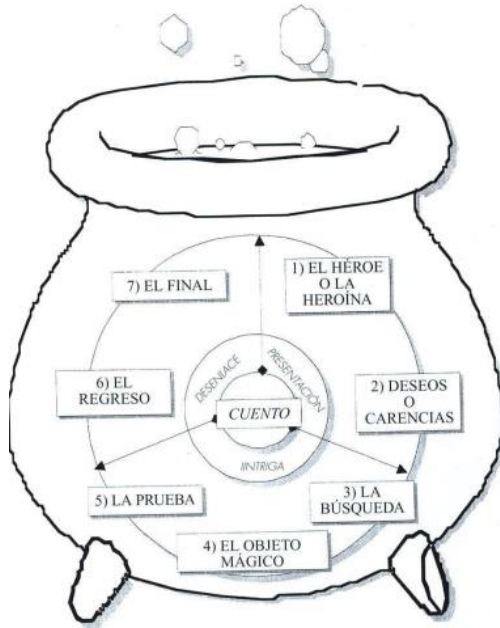 1) EL HÉROE
O LA
HEROÍNA
2) DESEOS
O
CARENCIAS
3) LA
BÚSQUEDA
4) EL OBJETO
MÁGICO
5) LA PRUEBA
6) EL
REGRESO
7) EL FINAL
PRESENTACIÓN
IINTRIGA
DESENLACE
CUENTO